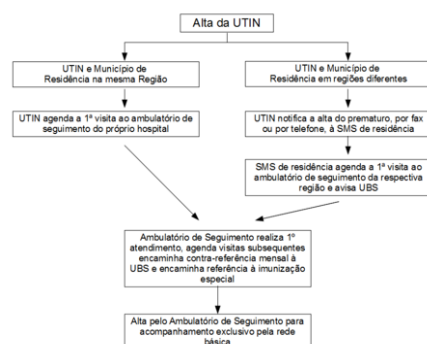 Alta da UTIN
UTIN e Município de
Residência na mesma Região
UTIN e Município de
Residência em regiões diferentes
UTIN agenda a 1ª visita ao ambulatório de
seguimento do próprio hospital
UTIN notifica a alta do prematuro, por fax
ou por telefone, à SMS de residência
SMS de residência agenda a 1ª visita ao
ambulatório de seguimento da respectiva
região e avisa UBS
Ambulatório de Seguimento realiza 1º
atendimento, agenda visitas subsequentes
encaminha contra-referência mensal à
UBS e encaminha referência à imunização
especial
Alta pelo Ambulatório de Seguimento para
acompanhamento exclusivo pela rede
básica